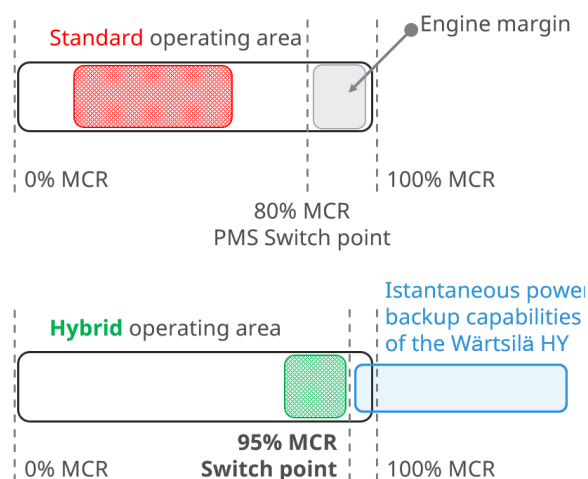 Engine margin
Standard operating area
0% MCR
100% MCR
80% MCR
PMS Switch point
Istantaneous power
backup capabilities
of the Wärtsilä HY
Hybrid operating area
95% MCR
Switch point
0% MCR
100% MCR